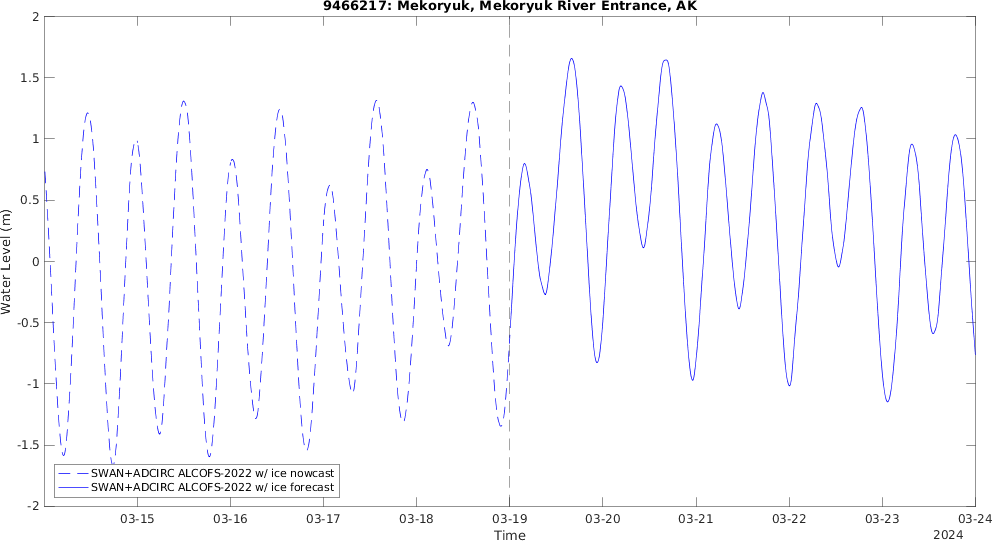 9466217: Mekoryuk, Mekoryuk River Entrance, AK
2
1.5
1
0.5
0
-0.5
-1
-1.5
-2
Water Level (m)
SWAN+ADCIRC ALCOFS-2022 w/ ice nowcast
SWAN+ADCIRC ALCOFS-2022 w/ ice forecast
03-15 03-16 03-17 03-18 03-19 03-20 03-21 03-22 03-23 03-24
Time
2024